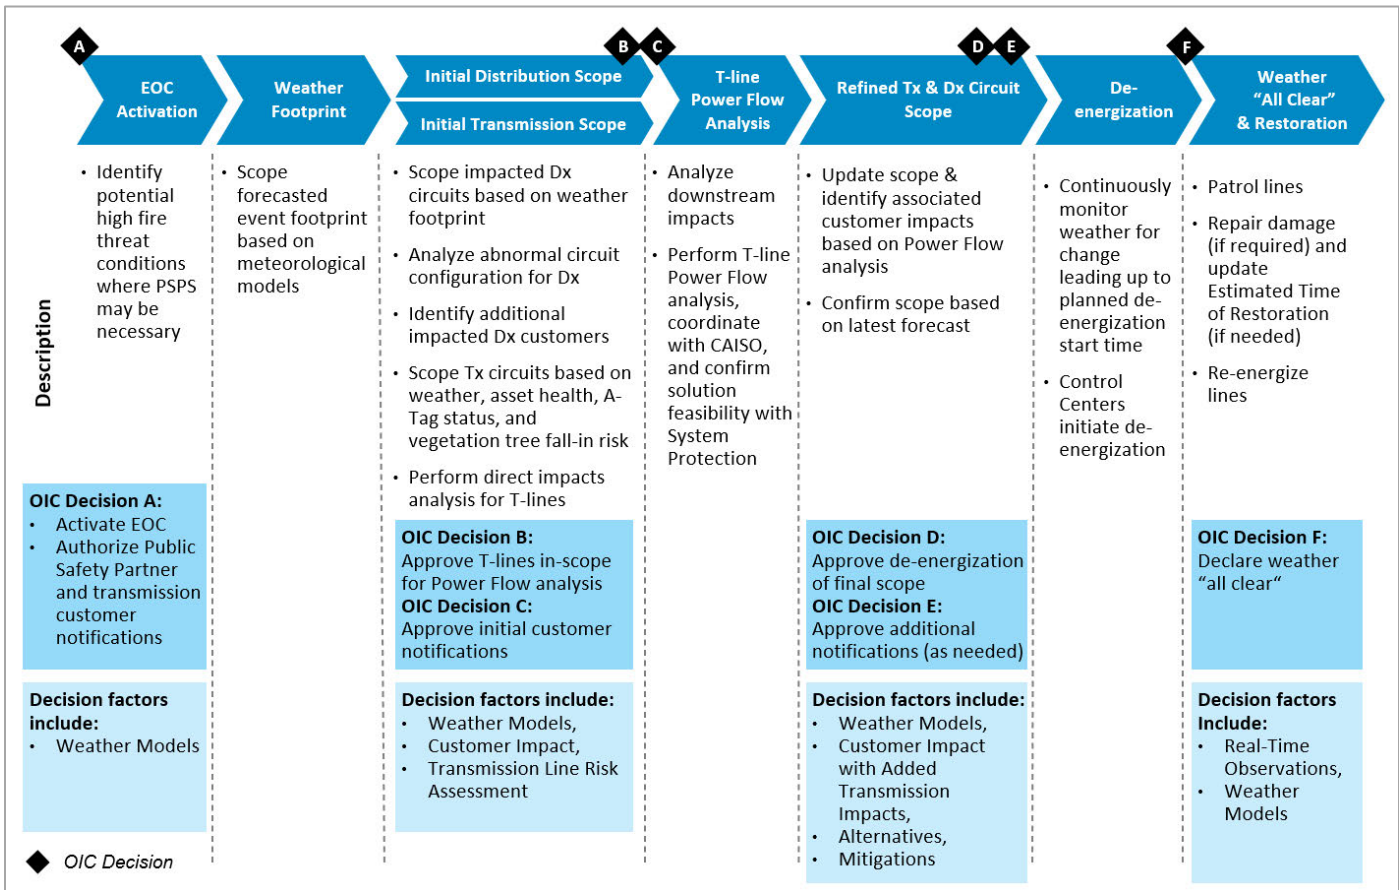 A
B
C
D
E
F
EOC
Activation
Weather
Footprint
Initial Distribution Scope
Initial Transmission Scope
T-line
Power Flow
Analysis
Refined Tx & Dx Circuit
Scope
De-
energization
Weather
“All Clear”
& Restoration
Description
• Identify
potential
high fire
threat
conditions
where PSPS
may be
necessary
• Scope
forecasted
event footprint
based on
meteorological
models
• Scope impacted Dx
circuits based on weather
footprint
• Analyze abnormal circuit
configuration for Dx
• Identify additional
impacted Dx customers
• Scope Tx circuits based on
weather, asset health, A-
Tag status, and
vegetation tree fall-in risk
• Perform direct impacts
analysis for T-lines
• Analyze
downstream
impacts
• Perform T-line
Power Flow
analysis,
coordinate
with CAISO,
and confirm
solution
feasibility with
System
Protection
• Update scope &
identify associated
customer impacts
based on Power Flow
analysis
• Confirm scope based
on latest forecast
• Continuously
monitor
weather for
change
leading up to
planned de-
energization
start time
• Control
Centers
initiate de-
energization
• Patrol lines
• Repair damage
(if required) and
update
Estimated Time
of Restoration
(if needed)
• Re-energize
lines
OIC Decision A:
• Activate EOC
• Authorize Public
Safety Partner
and transmission
customer
notifications
OIC Decision B:
Approve T-lines in-scope
for Power Flow analysis
OIC Decision C:
Approve initial customer
notifications
OIC Decision D:
Approve de-energization
of final scope
OIC Decision E:
Approve additional
notifications (as needed)
OIC Decision F:
Declare weather
“all clear“
Decision factors
include:
• Weather Models
Decision factors include:
• Weather Models,
• Customer Impact,
• Transmission Line Risk
Assessment
Decision factors include:
• Weather Models,
• Customer Impact
with Added
Transmission
Impacts,
• Alternatives,
• Mitigations
Decision factors
Include:
• Real-Time
Observations,
• Weather
Models
OIC Decision